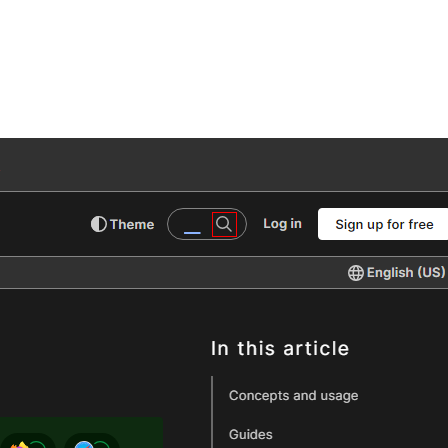 Theme
Log in
Sign up for free
English (US)
In this article
Concepts and usage
Guides